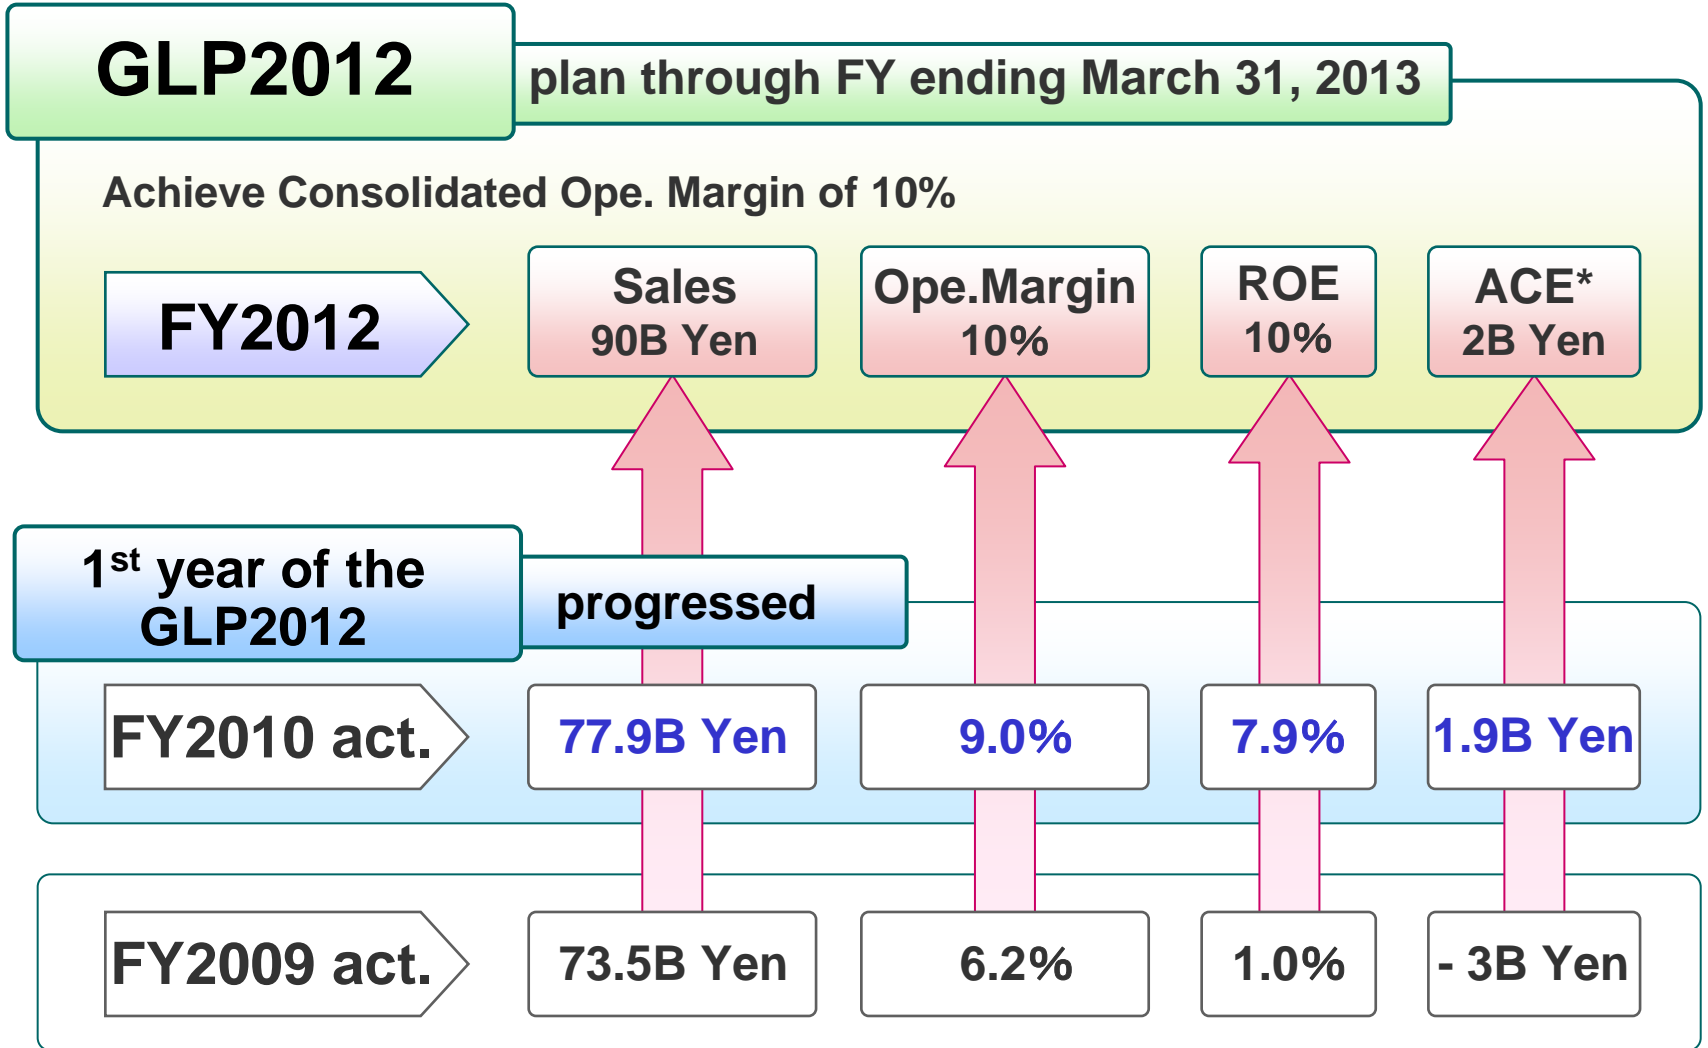 GLP2012
plan through FY ending March 31, 2013
Achieve Consolidated Ope. Margin of 10%
FY2012
Sales
90B Yen
Ope.Margin
10%
ROE
10%
ACE*
2B Yen
1st year of the
GLP2012
progressed
FY2010 act.
77.9B Yen
9.0%
7.9%
1.9B Yen
FY2009 act.
73.5B Yen
6.2%
1.0%
- 3B Yen